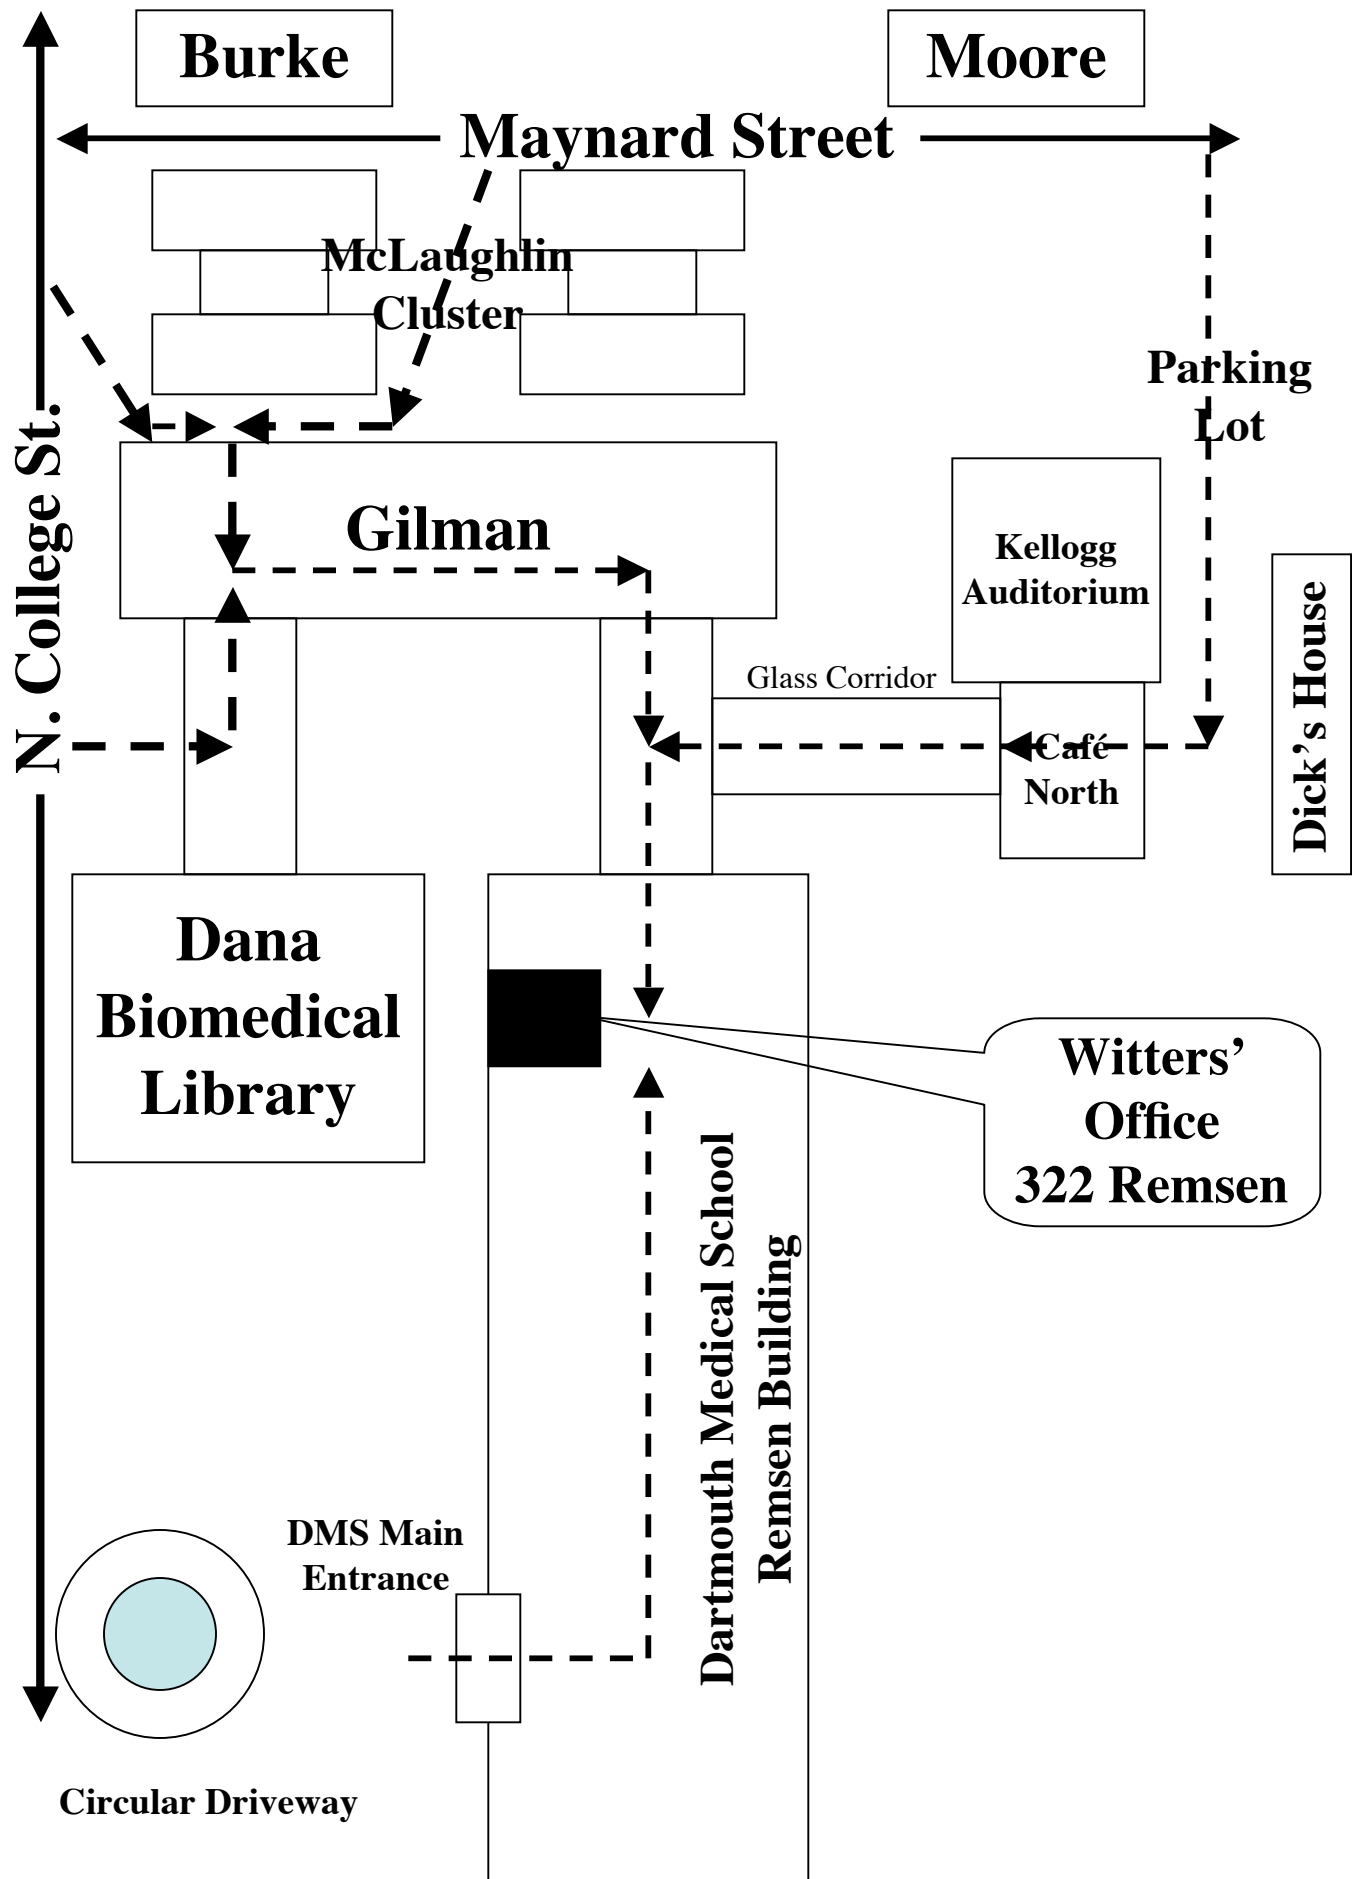 Burke
Moore
Maynard Street
McLaughlin
Cluster
Parking
Lot
N. College St.
Gilman
Kellogg
Auditorium
Dick’s House
Glass Corridor
Café
North
Dana
Biomedical
Library
Witters’
Office
322 Remsen
Dartmouth Medical School
Remsen Building
DMS Main
Entrance
Circular Driveway